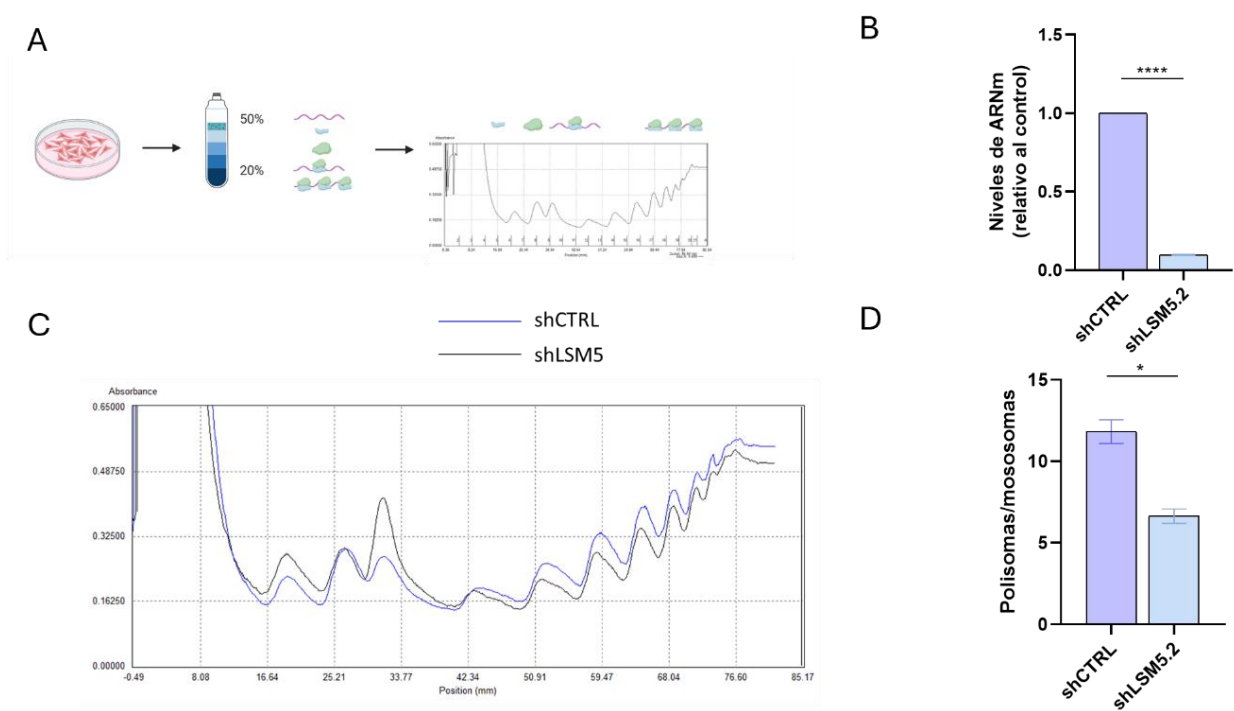 A
50%
20%
Absorbance
Position (mm)
B
Niveles de ARNm
(relativo al control)
1.5
1.0
0.5
0.0
****
shCTRL
shLSM5.2
C
shCTRL
shLSM5
Absorbance
0.65000
0.48750
0.32500
0.16250
0.00000
-0.49 8.08 16.64 25.21 33.77 42.34 50.91 59.47 68.04 76.60 85.17
Position (mm)
D
Polisomas/mososomas
15
10
5
0
*
shCTRL
shLSM5.2